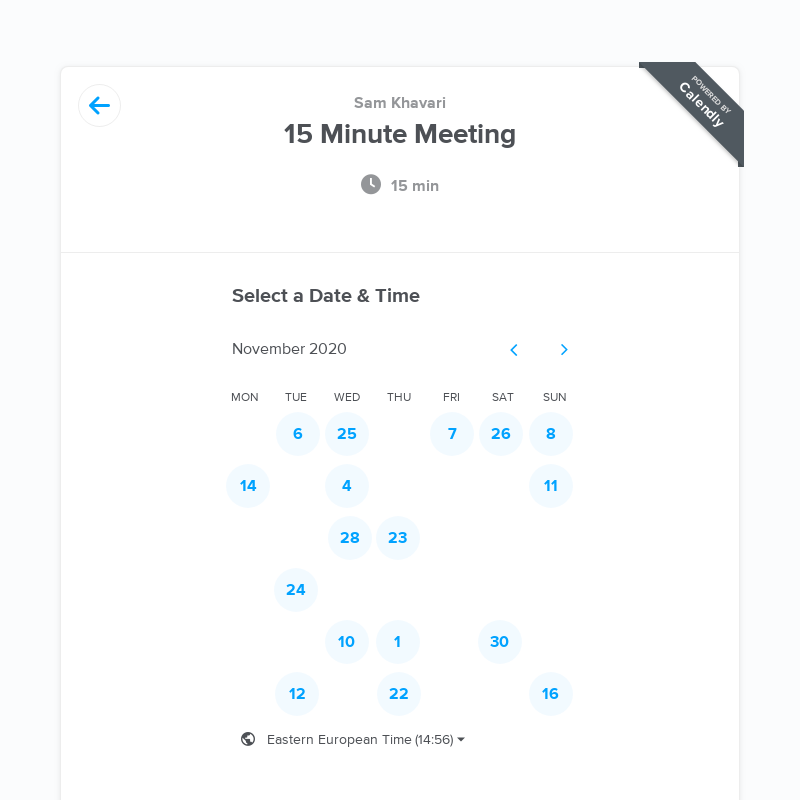 POWERED BY
Calendly
Sam Khavari
15 Minute Meeting
15 min
Select a Date & Time
November 2020
MON TUE WED THU FRI SAT SUN
6 25 7 26 8
14 4 11
28 23
24
10 1 30
12 22 16
Eastern European Time (14:56)